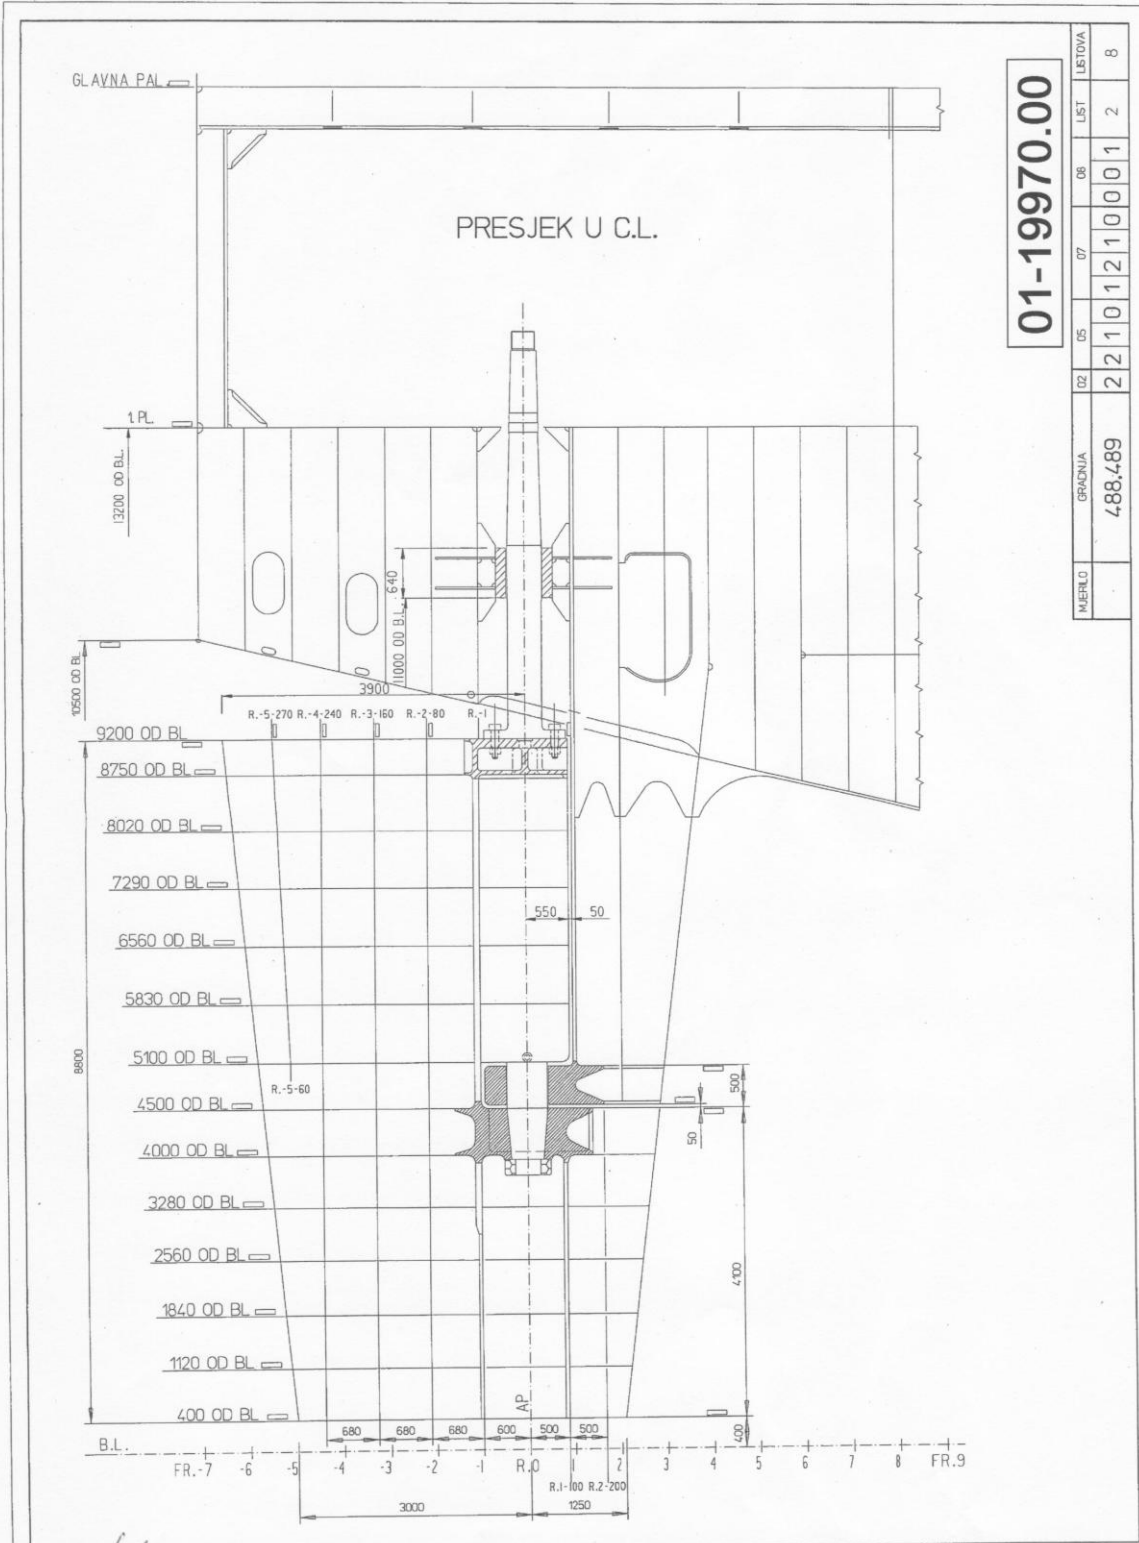 GLAVNA PAL.
PRESJEK U C.L.
01-19970.00
MJERILO
GRADNJA 02 05 07 08 LIST LISTOVA
488.489 2 2 1 0 1 2 1 0 0 0 1 2 8
1. PL.
13200 OD B.L.
640
11000 OD B.L.
10500 OD BL
3900
R.-5-270 R.-4-240 R.-3-160 R.-2-80 R.-1
9200 OD BL
8750 OD BL
8020 OD BL
7290 OD BL
550 50
6560 OD BL
5830 OD BL
8800
5100 OD BL
R.-5-60
500
4500 OD BL
50
4000 OD BL
3280 OD BL
2560 OD BL
4100
1840 OD BL
1120 OD BL
AP
400 OD BL
680 680 680 600 500 500
400
B.L.
FR.-7 -6 -5 -4 -3 -2 -1 R.0 1 2 3 4 5 6 7 8 FR.9
R.1-100 R.2-200
3000 1250